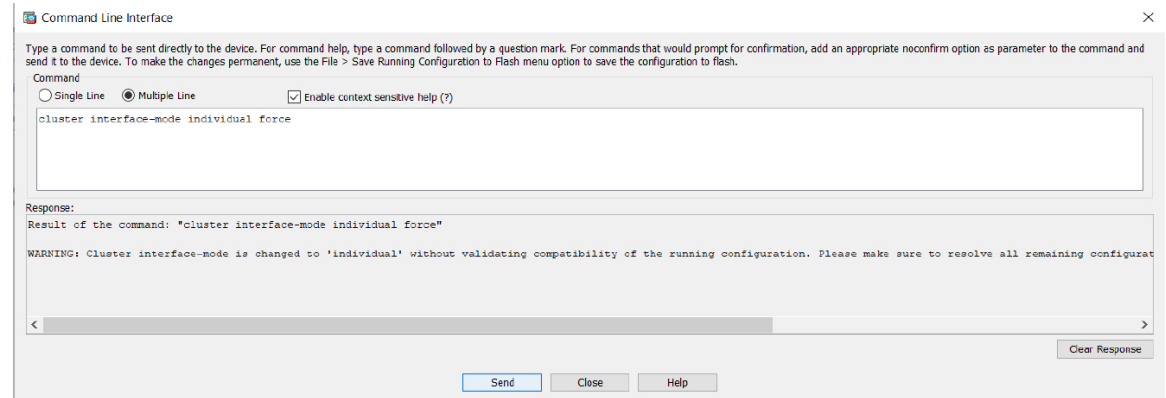 Command Line Interface
Type a command to be sent directly to the device. For command help, type a command followed by a question mark. For commands that would prompt for confirmation, add an appropriate noconfirm option as parameter to the command and
send it to the device. To make the changes permanent, use the File > Save Running Configuration to Flash menu option to save the configuration to flash.
Command
Single Line Multiple Line Enable context sensitive help (?)
cluster interface-mode individual force
Response:
Result of the command: "cluster interface-mode individual force"
WARNING: Cluster interface-mode is changed to 'individual' without validating compatibility of the running configuration. Please make sure to resolve all remaining configurat
Clear Response
Send Close Help